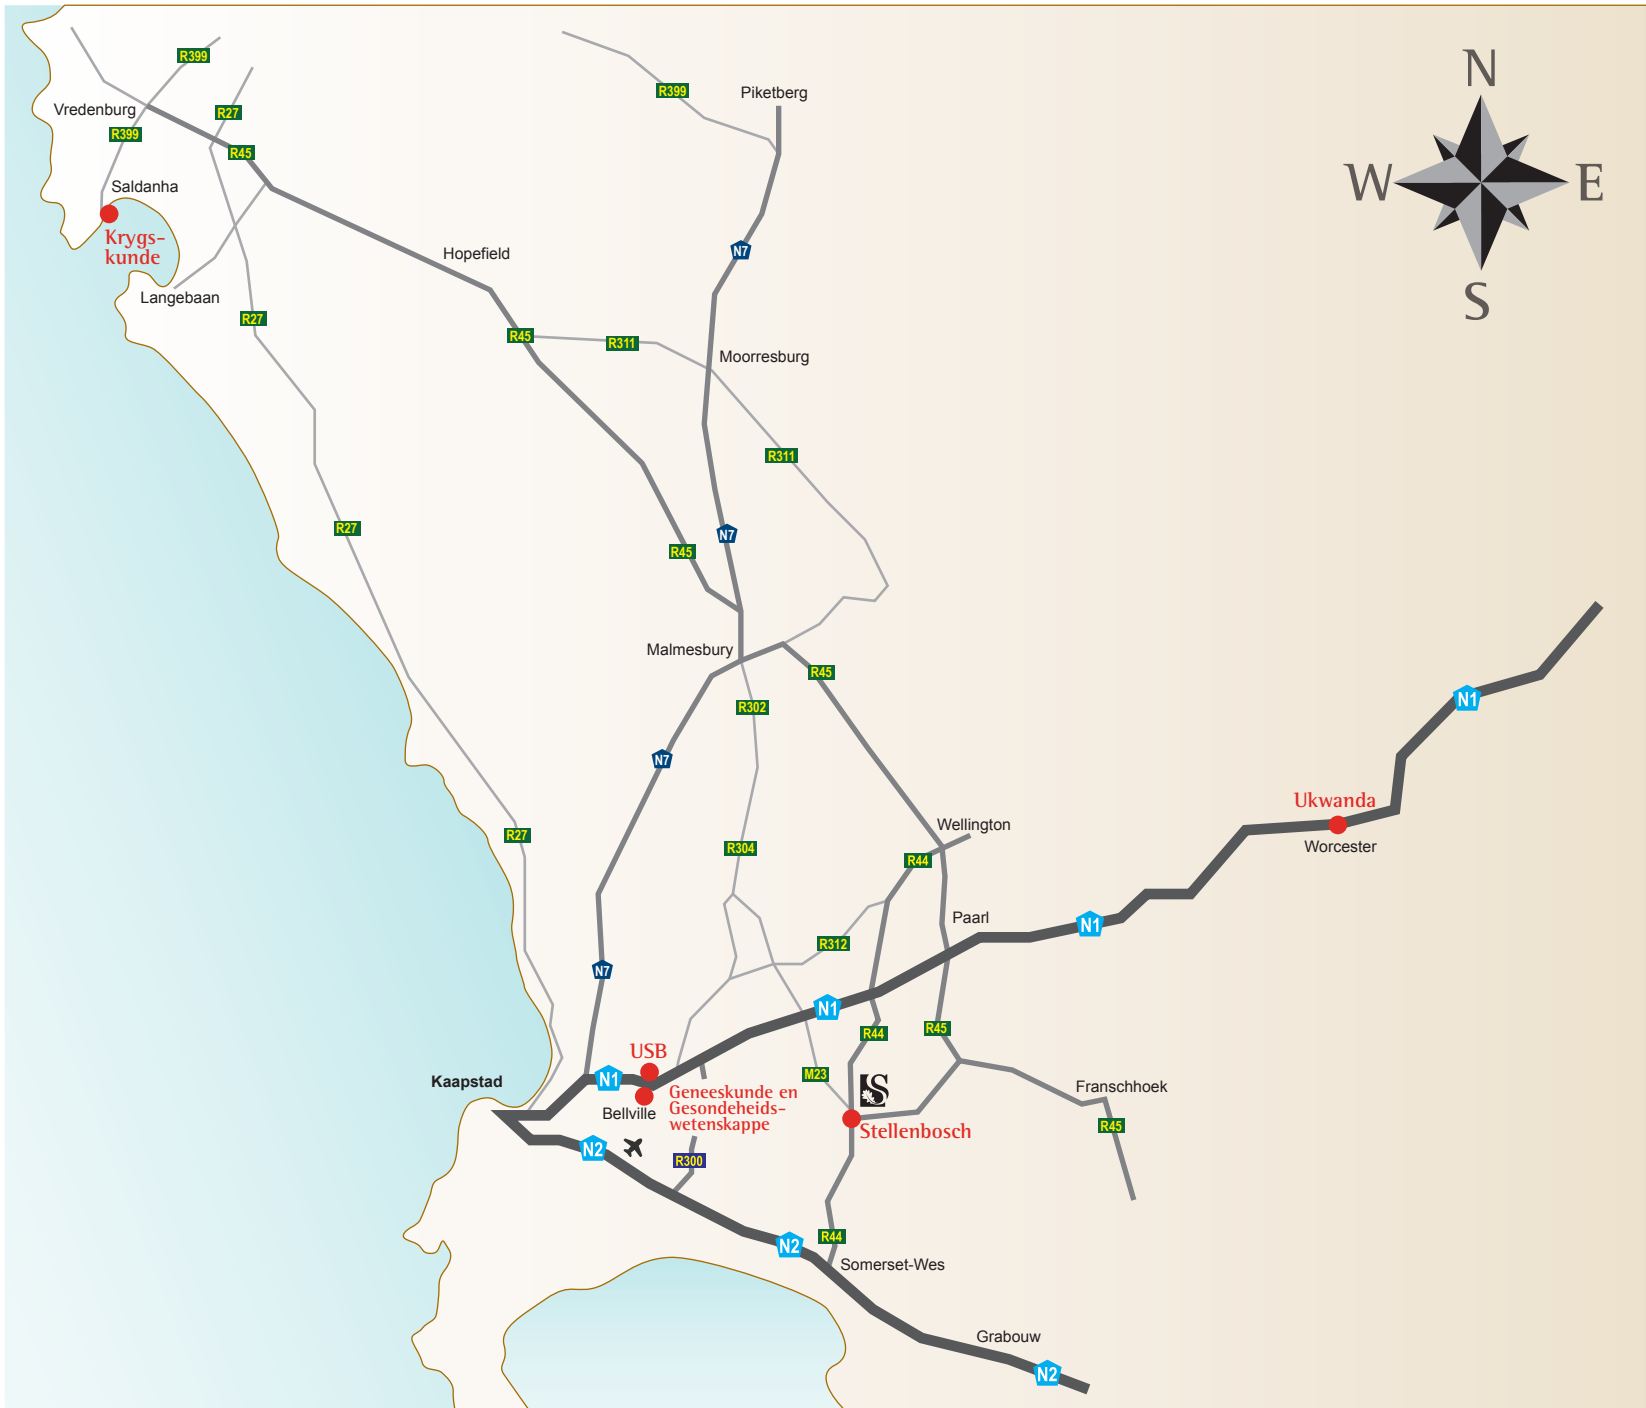 R399
R399
Piketberg
N
Vredenburg
R27
R399
R45
W
E
Saldanha
Krygs-
kunde
N7
Hopefield
Langebaan
S
R27
R45
R311
Moorresburg
R311
R27
N7
R45
Malmesbury
R45
N1
R302
N7
Ukwanda
Worcester
R27
Wellington
R304
R44
Paarl
N1
R312
N7
N1
R44
R45
USB
Kaapstad
N1
M23
Franschhoek
Geneeskunde en
Gesondeheids-
wetenskappe
Bellville
S
Stellenbosch
R45
N2
R300
R44
N2
Somerset-Wes
Grabouw
N2